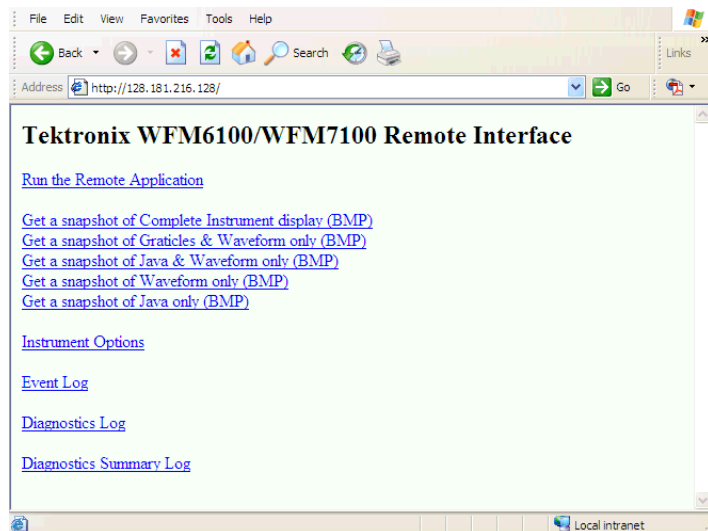 File Edit View Favorites Tools Help
Back Search Links »
Address http://128.181.216.128/ Go
Tektronix WFM6100/WFM7100 Remote Interface
Run the Remote Application
Get a snapshot of Complete Instrument display (BMP)
Get a snapshot of Graticles & Waveform only (BMP)
Get a snapshot of Java & Waveform only (BMP)
Get a snapshot of Waveform only (BMP)
Get a snapshot of Java only (BMP)
Instrument Options
Event Log
Diagnostics Log
Diagnostics Summary Log
Local intranet